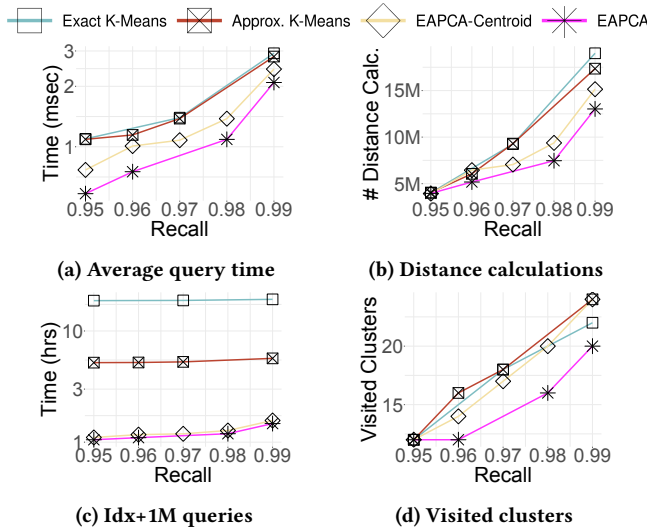 Exact K-Means Approx. K-Means EAPCA-Centroid EAPCA
Time (msec)
3
2
1
0.95 0.96 0.97 0.98 0.99
Recall
(a) Average query time
# Distance Calc.
15M
10M
5M
0.95 0.96 0.97 0.98 0.99
Recall
(b) Distance calculations
Time (hrs)
10
3
1
0.95 0.96 0.97 0.98 0.99
Recall
(c) Idx+1M queries
Visited Clusters
20
15
0.95 0.96 0.97 0.98 0.99
Recall
(d) Visited clusters